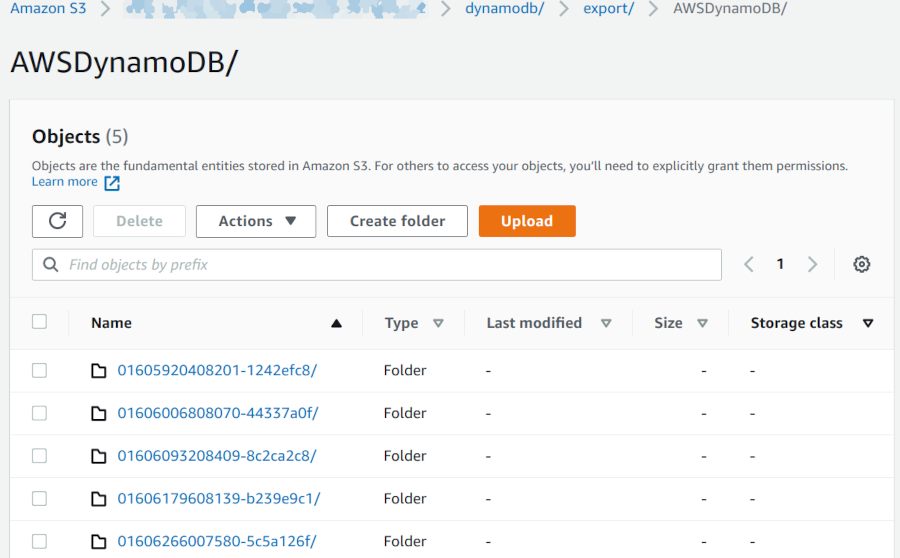 Amazon S3 > dynamodb/ > export/ > AWSDynamoDB/
AWSDynamoDB/
Objects (5)
Objects are the fundamental entities stored in Amazon S3. For others to access your objects, you'll need to explicitly grant them permissions.
Learn more
Delete Actions Create folder Upload
Find objects by prefix 1
Name Type Last modified Size Storage class
01605920408201-1242efc8/ Folder - - -
01606006808070-44337a0f/ Folder - - -
01606093208409-8c2ca2c8/ Folder - - -
01606179608139-b239e9c1/ Folder - - -
01606266007580-5c5a126f/ Folder - - -